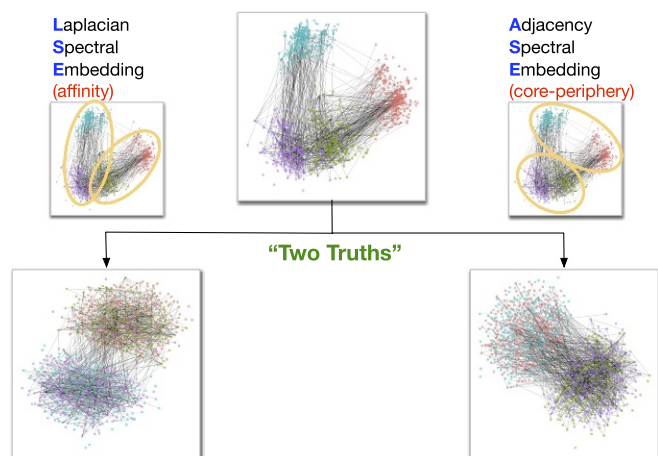 Laplacian
Spectral
Embedding
(affinity)
Adjacency
Spectral
Embedding
(core-periphery)
“Two Truths”